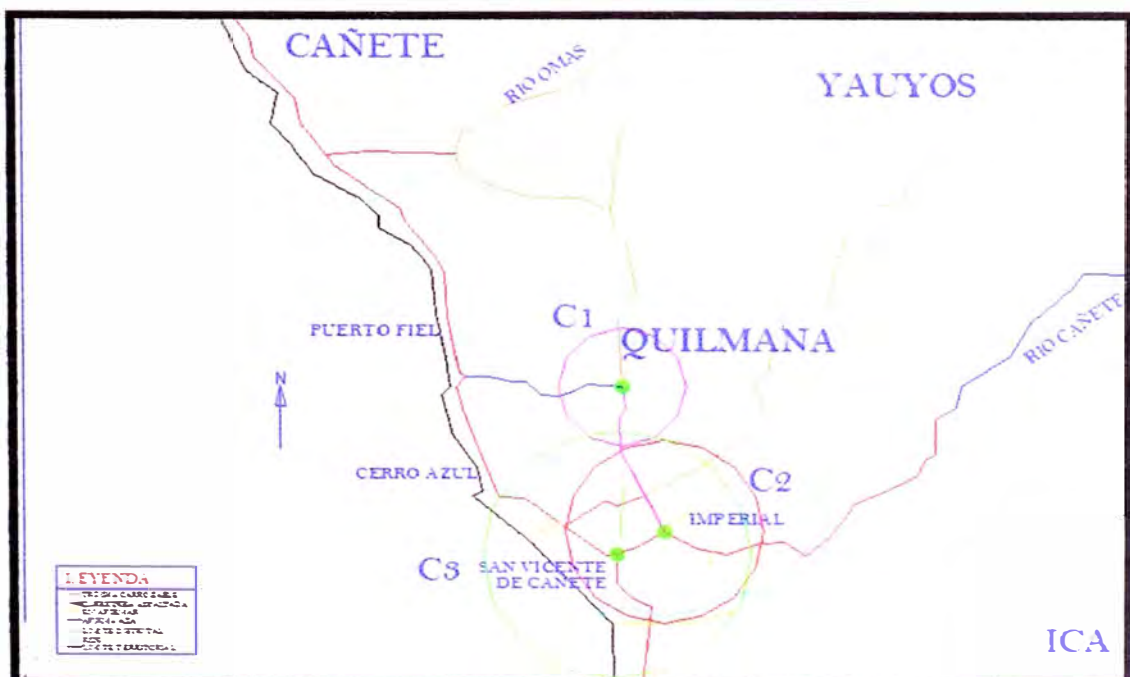 CAÑETE
YAUYOS
RIO OMAS
C1
QUILMANA
PUERTO FIEL
RIO CAÑETE
N
CERRO AZUL
C2
IMPERIAL
C3
SAN VICENTE
DE CAÑETE
LEYENDA
ICA